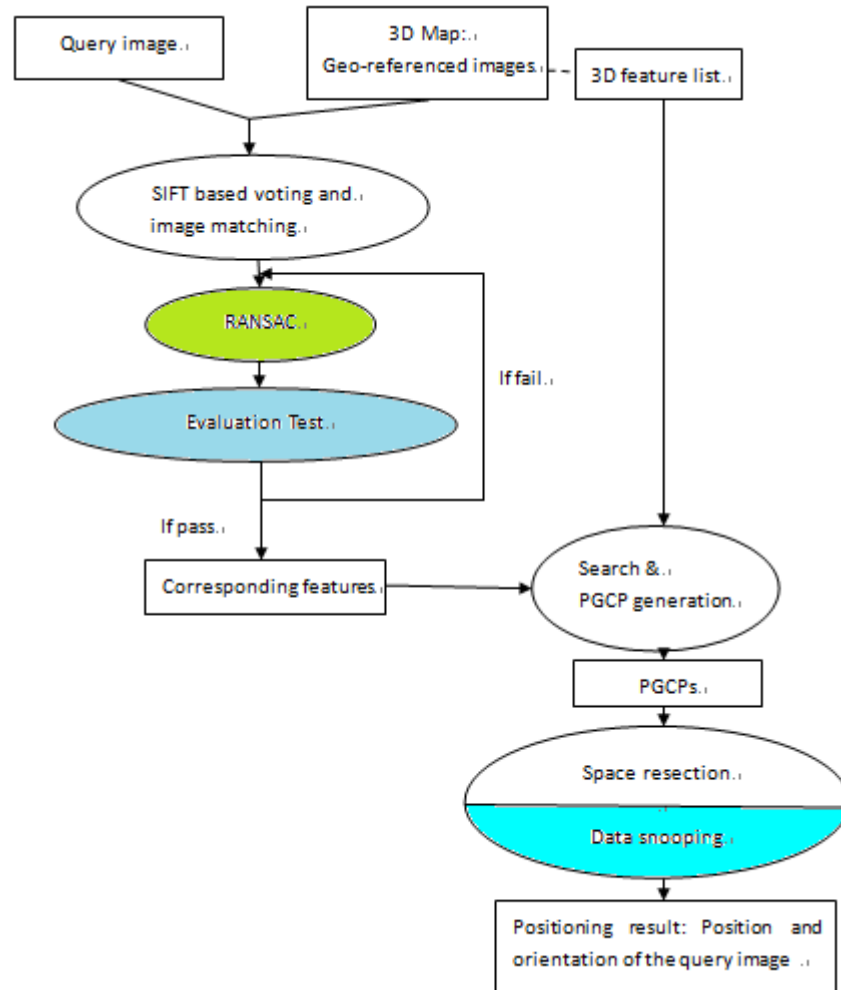 Query image.
3D Map:
Geo-referenced images.
3D feature list.
SIFT based voting and
image matching.
RANSAC.
If fail.
Evaluation Test.
If pass.
Corresponding features.
Search &.
PGCP generation.
PGCPs.
Space resection.
Data snooping.
Positioning result: Position and
orientation of the query image .